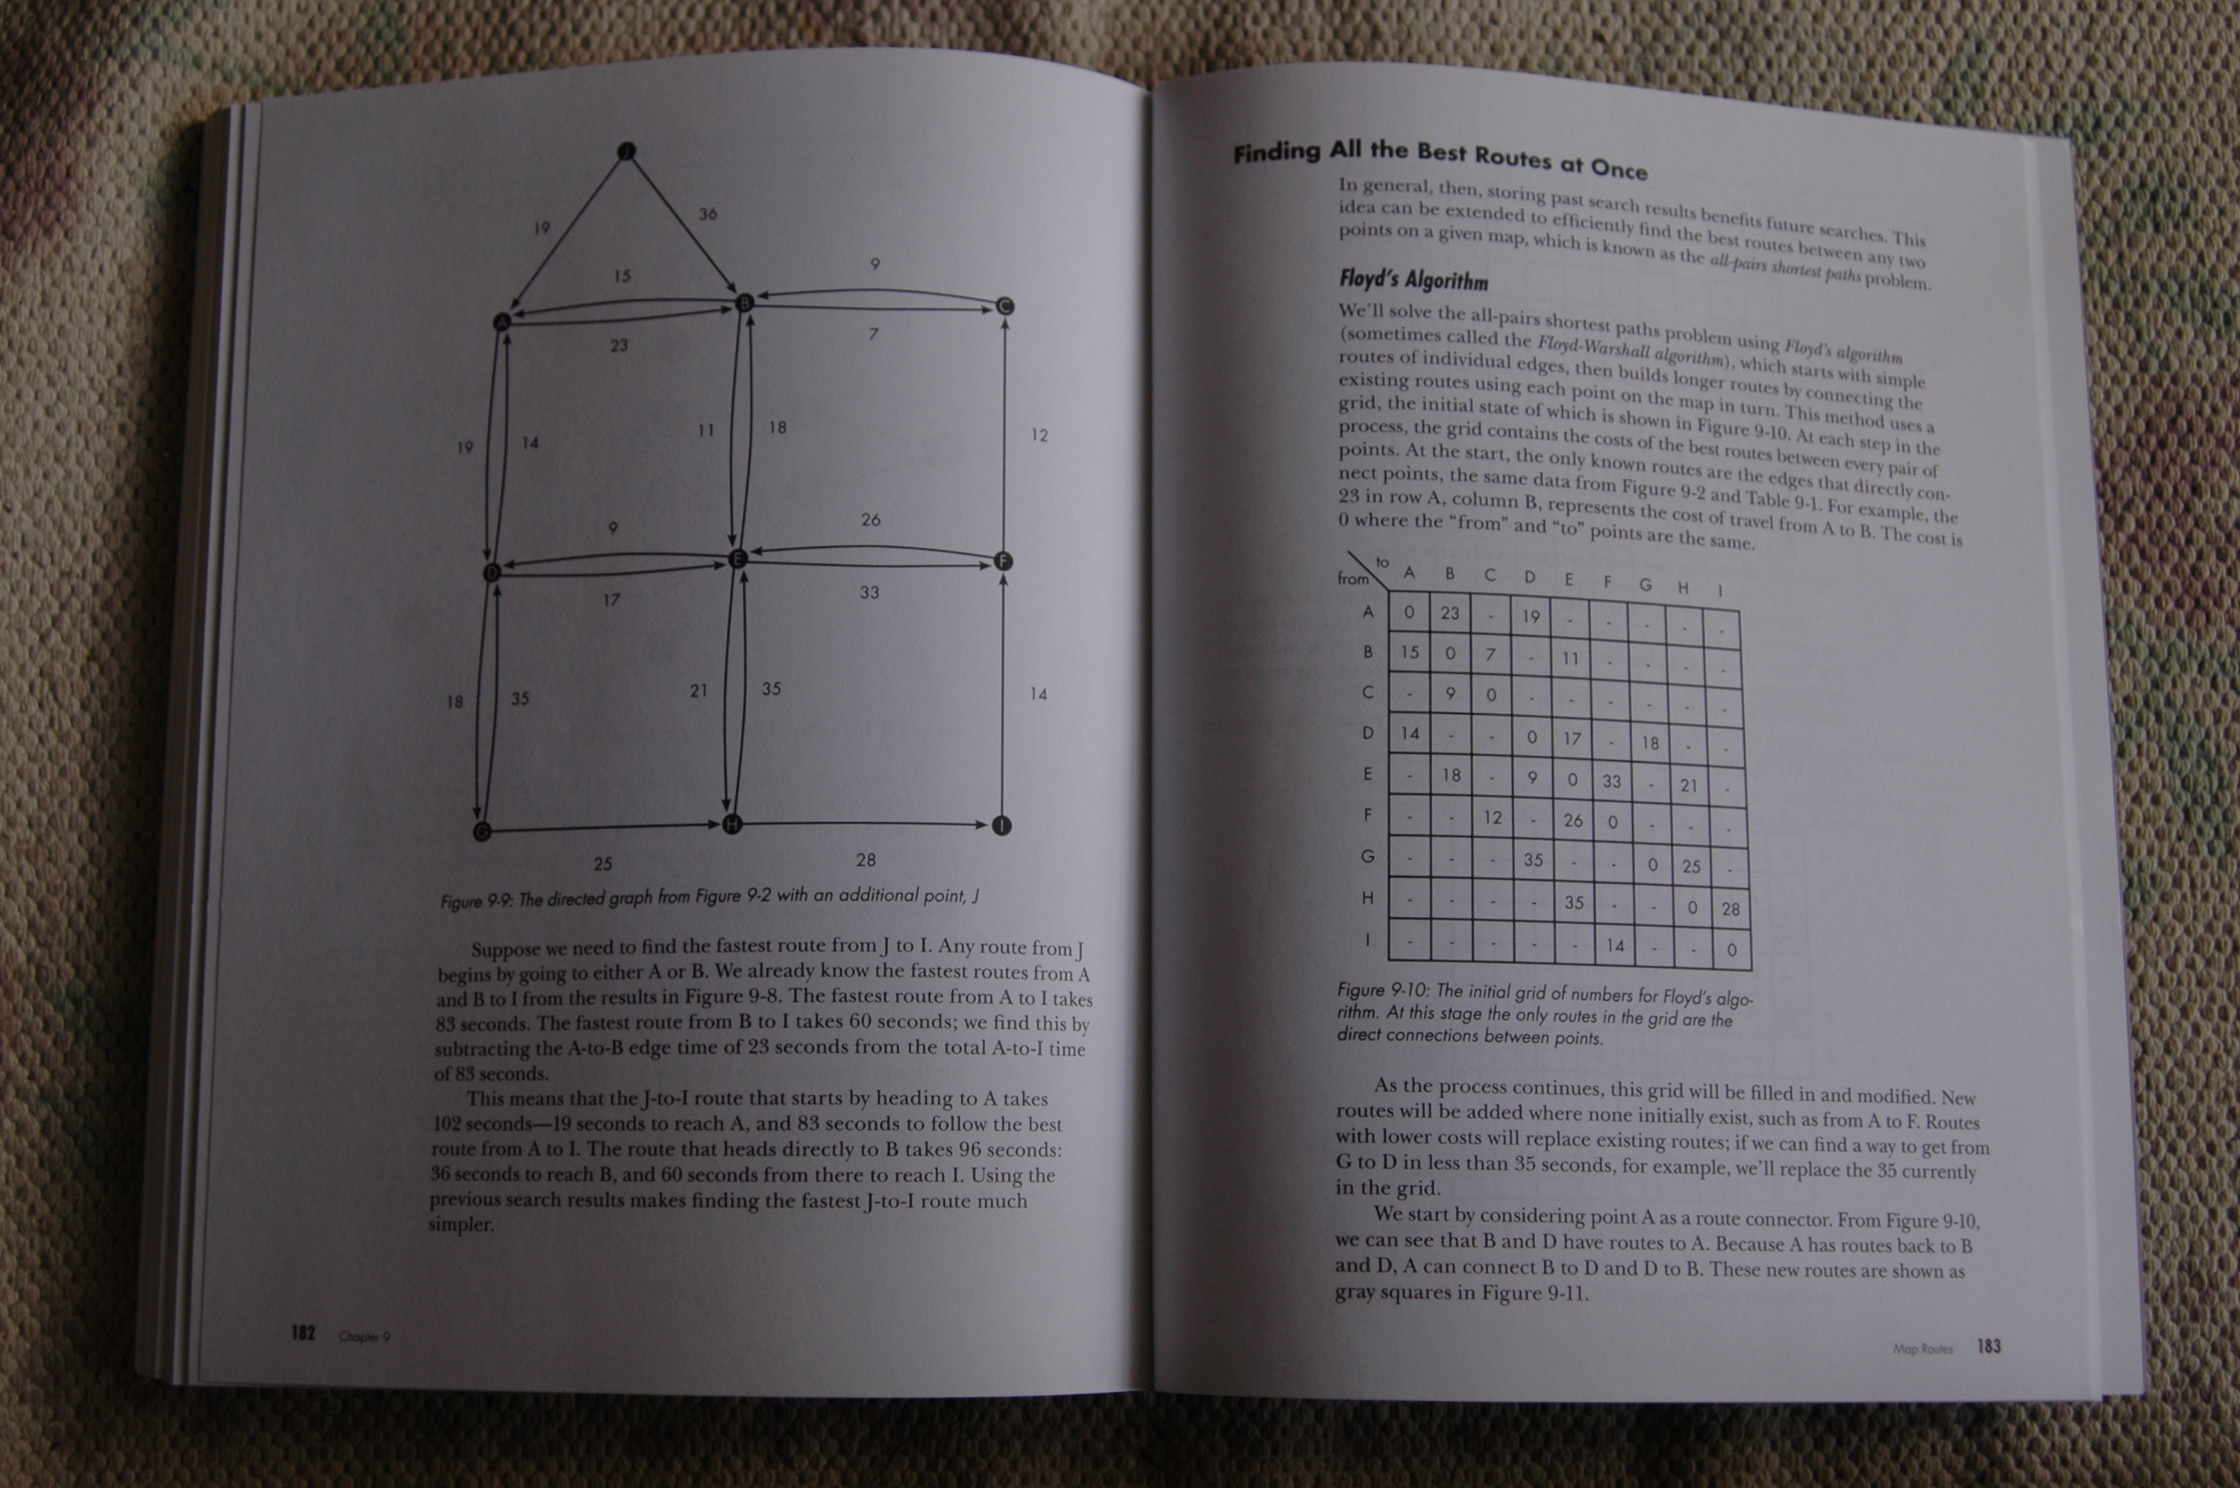 19
36
15
9
23
7
19
14
11
18
12
9
26
17
33
18
35
21
35
14
25
28
A
B
C
D
E
F
G
H
I
Figure 9-9: The directed graph from Figure 9-2 with an additional point, J
Suppose we need to find the fastest route from J to I. Any route from J
begins by going to either A or B. We already know the fastest routes from A
and B to I from the results in Figure 9-8. The fastest route from A to I takes
83 seconds. The fastest route from B to I takes 60 seconds; we find this by
subtracting the A-to-B edge time of 23 seconds from the total A-to-I time
of 83 seconds.
This means that the J-to-I route that starts by heading to A takes
102 seconds—19 seconds to reach A, and 83 seconds to follow the best
route from A to I. The route that heads directly to B takes 96 seconds:
36 seconds to reach B, and 60 seconds from there to reach I. Using the
previous search results makes finding the fastest J-to-I route much
simpler.
182 Chapter 9
Finding All the Best Routes at Once
In general, then, storing past search results benefits future searches. This
idea can be extended to efficiently find the best routes between any two
points on a given map, which is known as the all-pairs shortest paths problem.
Floyd's Algorithm
We'll solve the all-pairs shortest paths problem using Floyd's algorithm
(sometimes called the Floyd-Warshall algorithm), which starts with simple
routes of individual edges, then builds longer routes by connecting the
existing routes using each point on the map in turn. This method uses a
grid, the initial state of which is shown in Figure 9-10. At each step in the
process, the grid contains the costs of the best routes between every pair of
points. At the start, the only known routes are the edges that directly con-
nect points, the same data from Figure 9-2 and Table 9-1. For example, the
23 in row A, column B, represents the cost of travel from A to B. The cost is
0 where the "from" and "to" points are the same.
from to A B C D E F G H I
A 0 23 - 19 - - - - -
B 15 0 7 - 11 - - - -
C - 9 0 - - - - - -
D 14 - - 0 17 - 18 - -
E - 18 - 9 0 33 - 21 -
F - - 12 - 26 0 - - -
G - - - 35 - - 0 25 -
H - - - - 35 - - 0 28
I - - - - - 14 - - 0
Figure 9-10: The initial grid of numbers for Floyd's algo-
rithm. At this stage the only routes in the grid are the
direct connections between points.
As the process continues, this grid will be filled in and modified. New
routes will be added where none initially exist, such as from A to F. Routes
with lower costs will replace existing routes; if we can find a way to get from
G to D in less than 35 seconds, for example, we'll replace the 35 currently
in the grid.
We start by considering point A as a route connector. From Figure 9-10,
we can see that B and D have routes to A. Because A has routes back to B
and D, A can connect B to D and D to B. These new routes are shown as
gray squares in Figure 9-11.
Map Routes 183